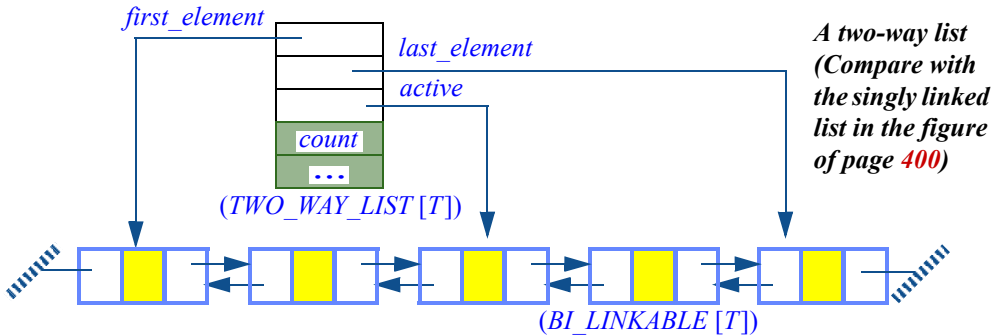 first_element
last_element
active
count
...
(TWO_WAY_LIST [T])
(BI_LINKABLE [T])
A two-way list
(Compare with
the singly linked
list in the figure
of page 400)